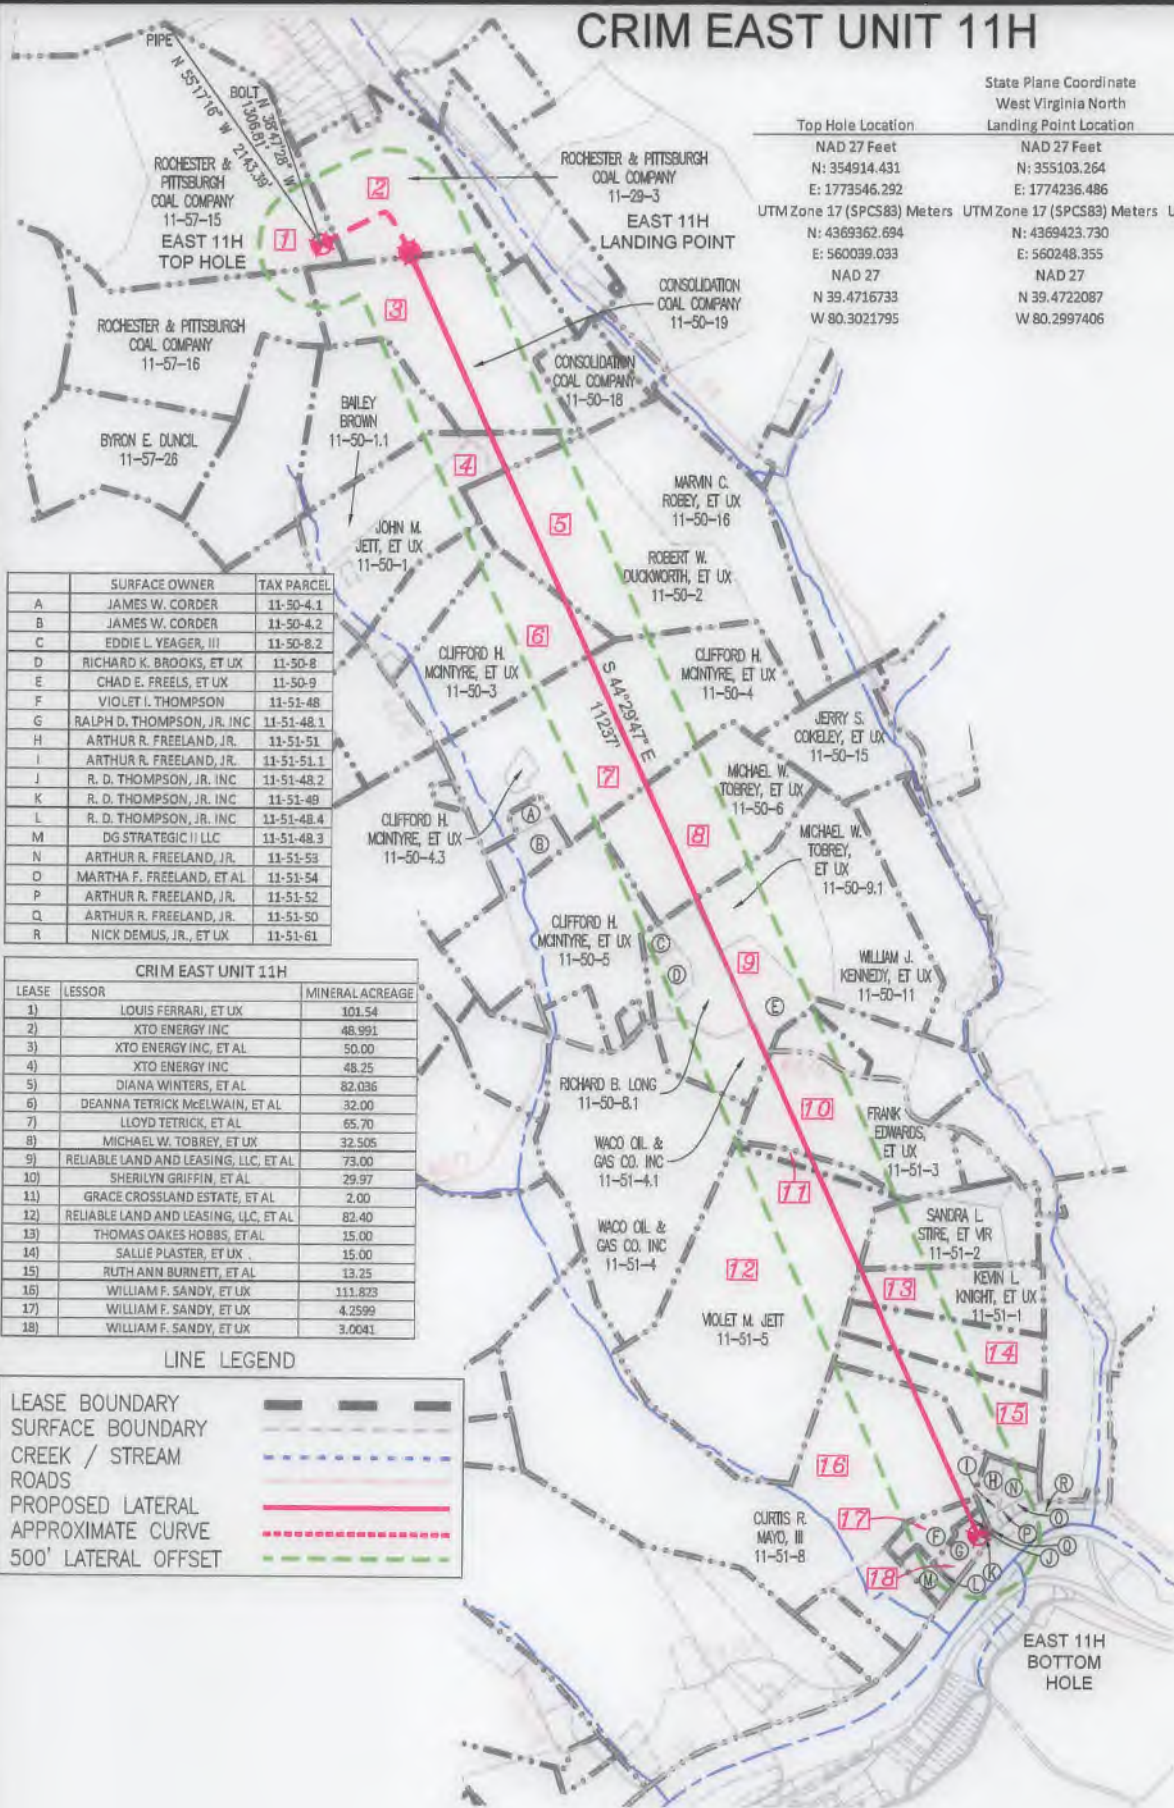 CRIM EAST UNIT 11H
State Plane Coordinate
West Virginia North
Top Hole Location Landing Point Location
NAD 27 Feet NAD 27 Feet
N: 354914.431 N: 355103.264
E: 1773546.292 E: 1774236.486
UTM Zone 17 (SPCS83) Meters UTM Zone 17 (SPCS83) Meters U
N: 4369362.694 N: 4369423.730
E: 560039.033 E: 560248.355
NAD 27 NAD 27
N 39.4716733 N 39.4722087
W 80.3021795 W 80.2997406
PIPE
N 55°17'16" W 2143.39'
BOLT
N 38°47'28" W
1306.81'
ROCHESTER &
PITTSBURGH
COAL COMPANY
11-57-15
EAST 11H
TOP HOLE
1
2
ROCHESTER & PITTSBURGH
COAL COMPANY
11-29-3
EAST 11H
LANDING POINT
3
CONSOLIDATION
COAL COMPANY
11-50-19
ROCHESTER & PITTSBURGH
COAL COMPANY
11-57-16
CONSOLIDATION
COAL COMPANY
11-50-18
BAILEY
BROWN
11-50-1.1
BYRON E. DUNCIL
11-57-26
4
MARVIN C.
ROBEY, ET UX
11-50-16
5
JOHN M.
JETT, ET UX
11-50-1
ROBERT W.
DUCKWORTH, ET UX
11-50-2
6
CLIFFORD H.
MCINTYRE, ET UX
11-50-3
CLIFFORD H.
MCINTYRE, ET UX
11-50-4
S 44°29'47" E
11237'
JERRY S.
COKELEY, ET UX
11-50-15
7
MICHAEL W.
TOBREY, ET UX
11-50-6
CLIFFORD H.
MCINTYRE, ET UX
11-50-4.3
A
B
8
MICHAEL W.
TOBREY,
ET UX
11-50-9.1
CLIFFORD H.
MCINTYRE, ET UX
11-50-5
C
D
9
WILLIAM J.
KENNEDY, ET UX
11-50-11
E
RICHARD B. LONG
11-50-8.1
10
FRANK
EDWARDS,
ET UX
11-51-3
WACO OIL &
GAS CO. INC
11-51-4.1
11
WACO OIL &
GAS CO. INC
11-51-4
SANDRA L.
STIRE, ET VIR
11-51-2
12
13
KEVIN L.
KNIGHT, ET UX
11-51-1
VIOLET M. JETT
11-51-5
14
15
16
17
18
CURTIS R.
MAYO, III
11-51-8
I
H
N
R
O
P
Q
J
K
L
M
F
G
EAST 11H
BOTTOM
HOLE
SURFACE OWNER TAX PARCEL
A JAMES W. CORDER 11-50-4.1
B JAMES W. CORDER 11-50-4.2
C EDDIE L. YEAGER, III 11-50-8.2
D RICHARD K. BROOKS, ET UX 11-50-8
E CHAD E. FREELS, ET UX 11-50-9
F VIOLET I. THOMPSON 11-51-48
G RALPH D. THOMPSON, JR. INC 11-51-48.1
H ARTHUR R. FREELAND, JR. 11-51-51
I ARTHUR R. FREELAND, JR. 11-51-51.1
J R. D. THOMPSON, JR. INC 11-51-48.2
K R. D. THOMPSON, JR. INC 11-51-49
L R. D. THOMPSON, JR. INC 11-51-48.4
M DG STRATEGIC II LLC 11-51-48.3
N ARTHUR R. FREELAND, JR. 11-51-53
O MARTHA F. FREELAND, ET AL 11-51-54
P ARTHUR R. FREELAND, JR. 11-51-52
Q ARTHUR R. FREELAND, JR. 11-51-50
R NICK DEMUS, JR., ET UX 11-51-61
CRIM EAST UNIT 11H
LEASE LESSOR MINERAL ACREAGE
1) LOUIS FERRARI, ET UX 101.54
2) XTO ENERGY INC 48.991
3) XTO ENERGY INC, ET AL 50.00
4) XTO ENERGY INC 48.25
5) DIANA WINTERS, ET AL 82.036
6) DEANNA TETRICK McELWAIN, ET AL 32.00
7) LLOYD TETRICK, ET AL 65.70
8) MICHAEL W. TOBREY, ET UX 32.505
9) RELIABLE LAND AND LEASING, LLC, ET AL 73.00
10) SHERILYN GRIFFIN, ET AL 29.97
11) GRACE CROSSLAND ESTATE, ET AL 2.00
12) RELIABLE LAND AND LEASING, LLC, ET AL 82.40
13) THOMAS OAKES HOBBS, ET AL 15.00
14) SALLIE PLASTER, ET UX 15.00
15) RUTH ANN BURNETT, ET AL 13.25
16) WILLIAM F. SANDY, ET UX 111.823
17) WILLIAM F. SANDY, ET UX 4.2599
18) WILLIAM F. SANDY, ET UX 3.0041
LINE LEGEND
LEASE BOUNDARY
SURFACE BOUNDARY
CREEK / STREAM
ROADS
PROPOSED LATERAL
APPROXIMATE CURVE
500' LATERAL OFFSET